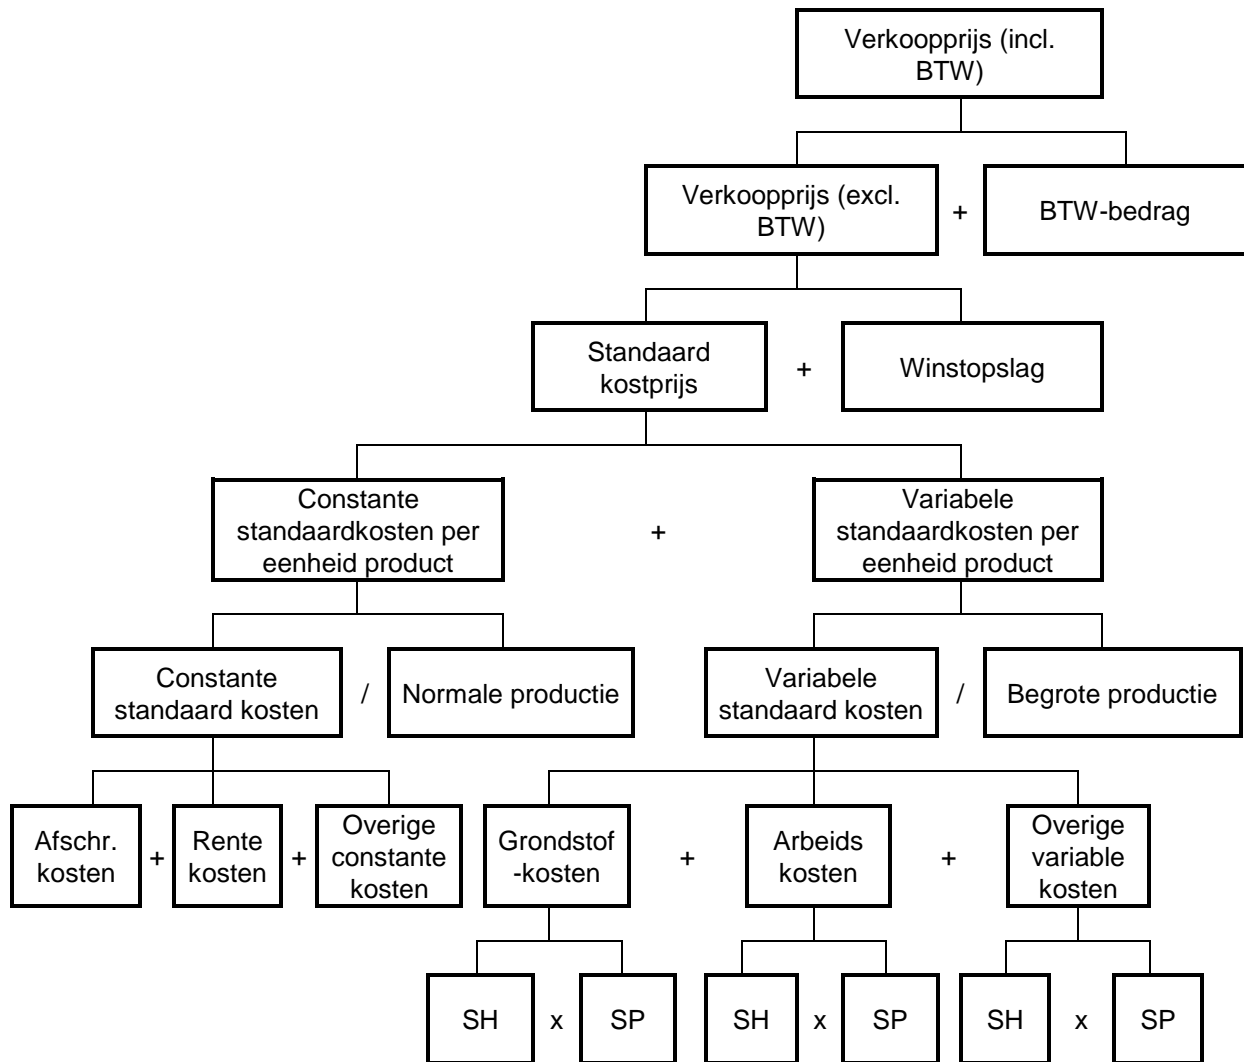 Verkoopprijs (incl.
BTW)
Verkoopprijs (excl.
BTW)
+
BTW-bedrag
Standaard
kostprijs
+
Winstopslag
Constante
standaardkosten per
eenheid product
+
Variabele
standaardkosten per
eenheid product
Constante
standaard kosten
/
Normale productie
Variabele
standaard kosten
/
Begrote productie
Afschr.
kosten
+
Rente
kosten
+
Overige
constante
kosten
Grondstof
-kosten
+
Arbeids
kosten
+
Overige
variable
kosten
SH
x
SP
SH
x
SP
SH
x
SP